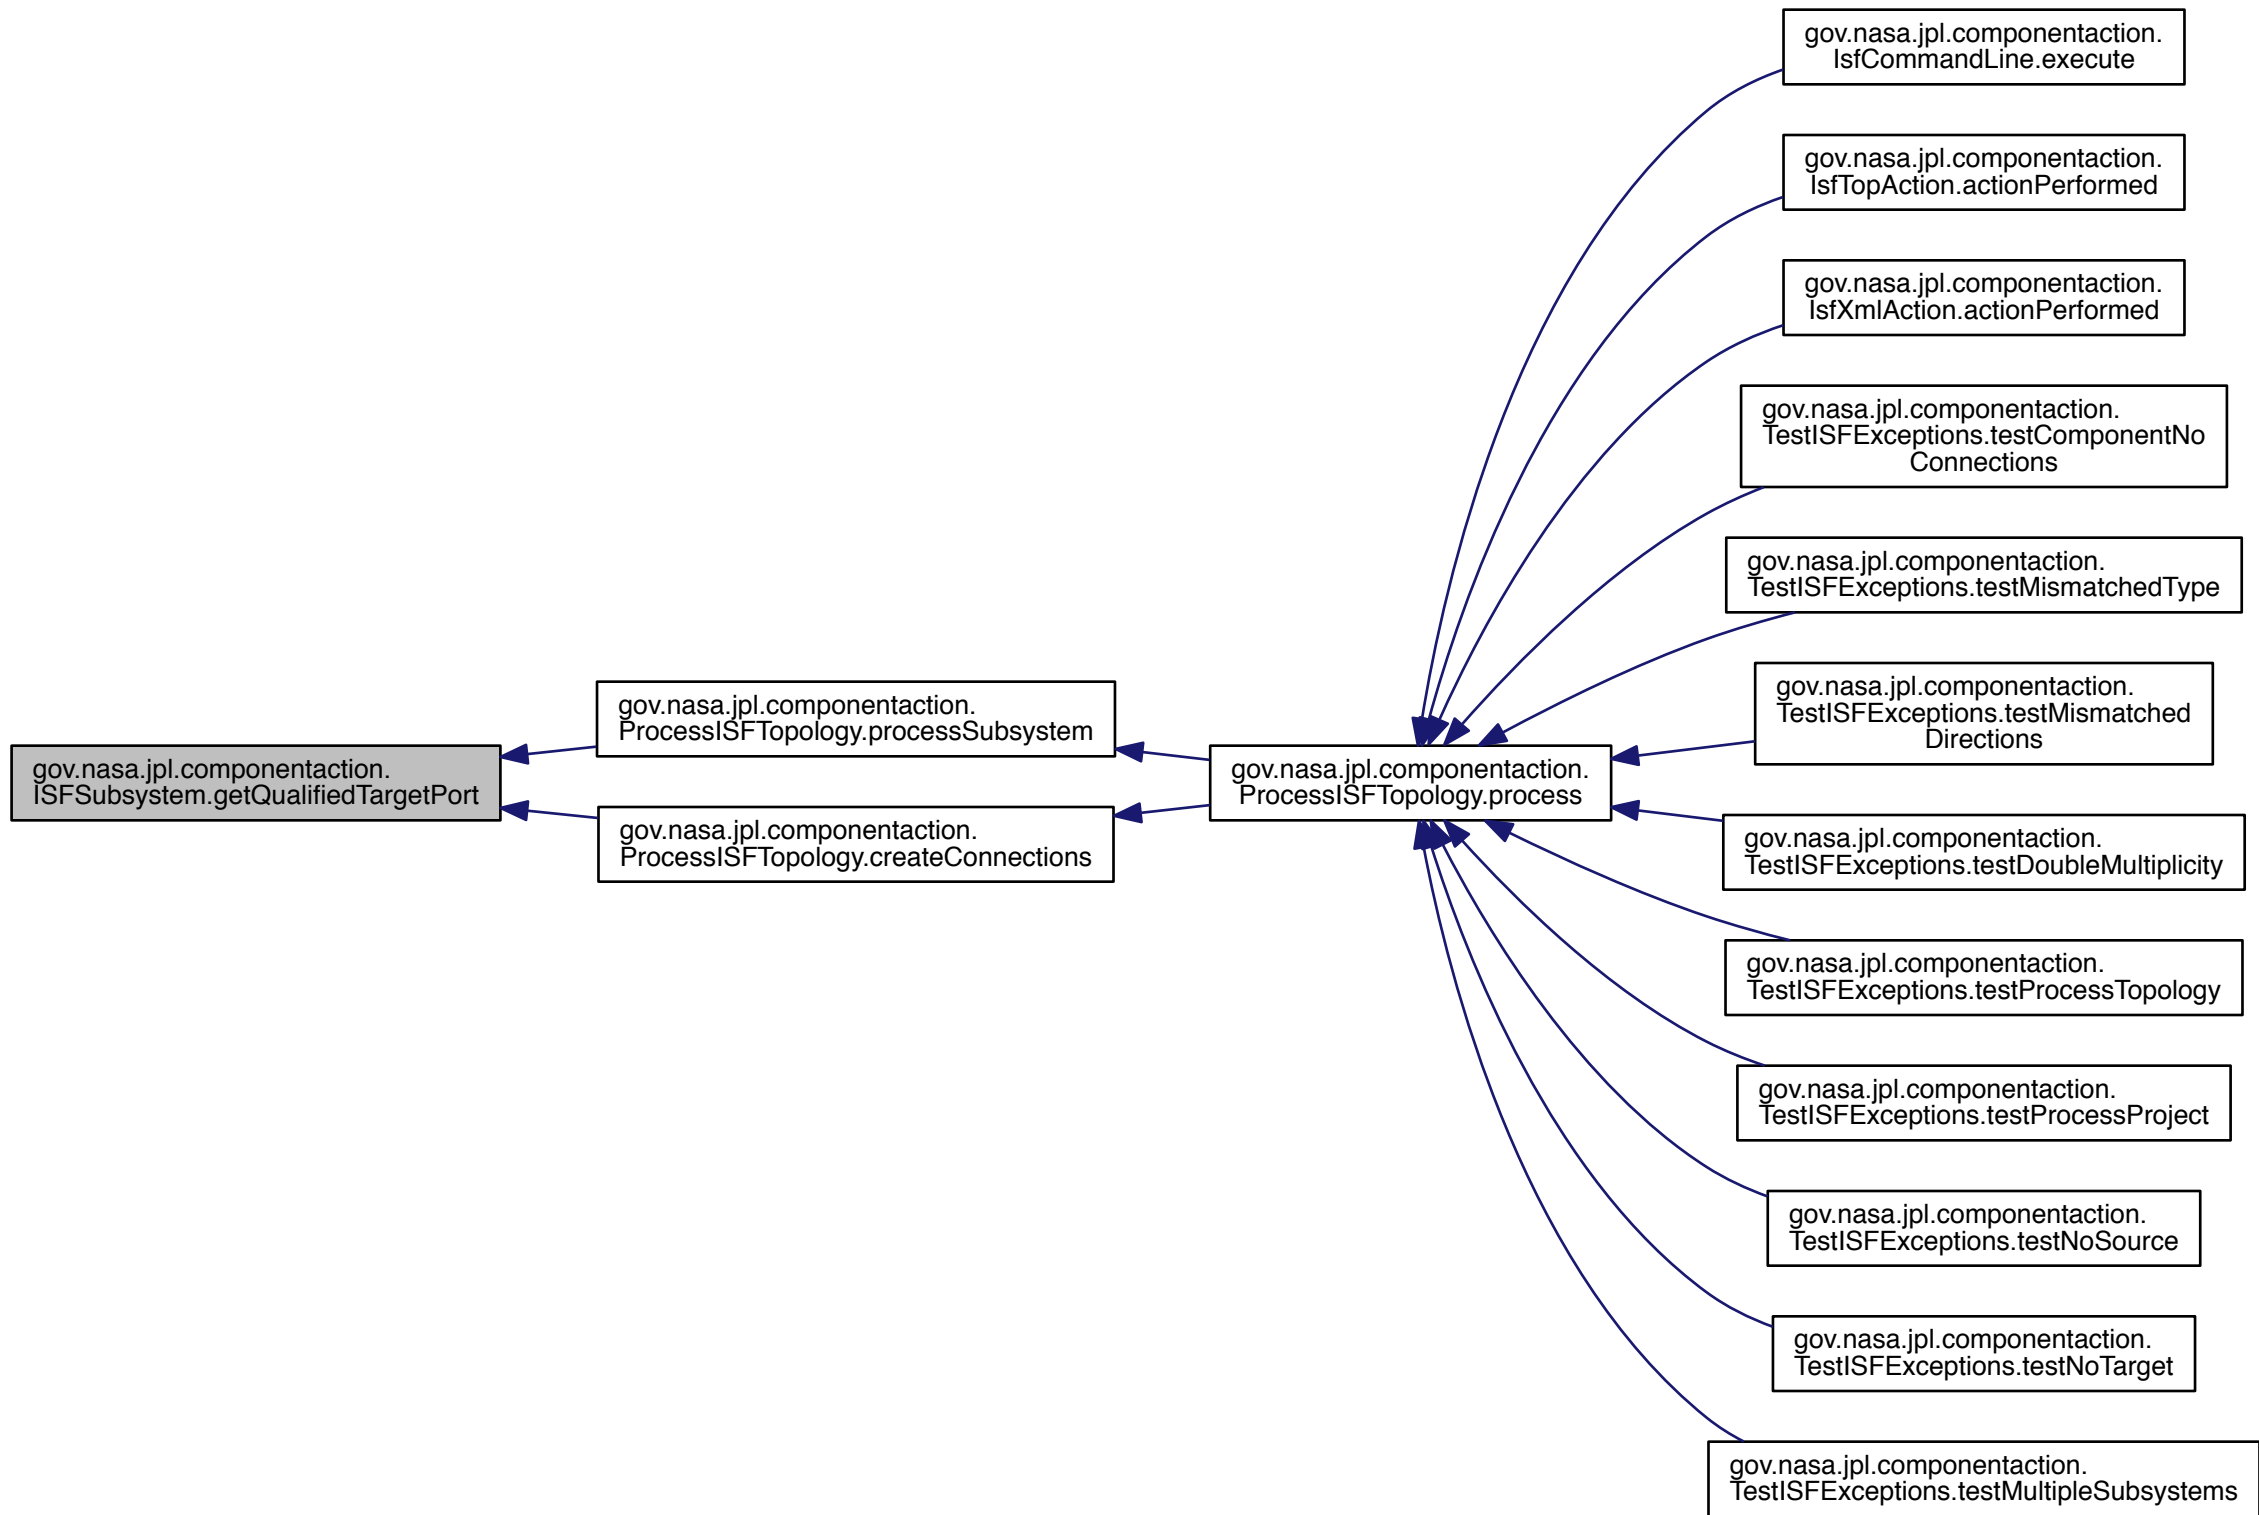 gov.nasa.jpl.componentaction.
IsfCommandLine.execute
gov.nasa.jpl.componentaction.
IsfTopAction.actionPerformed
gov.nasa.jpl.componentaction.
IsfXmlAction.actionPerformed
gov.nasa.jpl.componentaction.
TestISFExceptions.testComponentNo
Connections
gov.nasa.jpl.componentaction.
TestISFExceptions.testMismatchedType
gov.nasa.jpl.componentaction.
TestISFExceptions.testMismatched
Directions
gov.nasa.jpl.componentaction.
ProcessISFTopology.processSubsystem
gov.nasa.jpl.componentaction.
ISFSubsystem.getQualifiedTargetPort
gov.nasa.jpl.componentaction.
ProcessISFTopology.process
gov.nasa.jpl.componentaction.
ProcessISFTopology.createConnections
gov.nasa.jpl.componentaction.
TestISFExceptions.testDoubleMultiplicity
gov.nasa.jpl.componentaction.
TestISFExceptions.testProcessTopology
gov.nasa.jpl.componentaction.
TestISFExceptions.testProcessProject
gov.nasa.jpl.componentaction.
TestISFExceptions.testNoSource
gov.nasa.jpl.componentaction.
TestISFExceptions.testNoTarget
gov.nasa.jpl.componentaction.
TestISFExceptions.testMultipleSubsystems